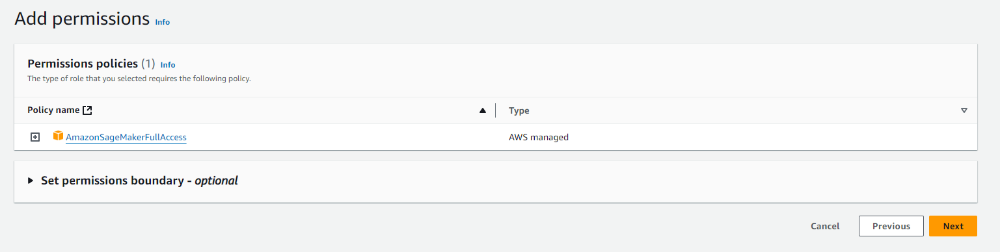 Add permissions Info
Permissions policies (1) Info
The type of role that you selected requires the following policy.
Policy name Type
AmazonSageMakerFullAccess AWS managed
Set permissions boundary - optional
Cancel Previous Next